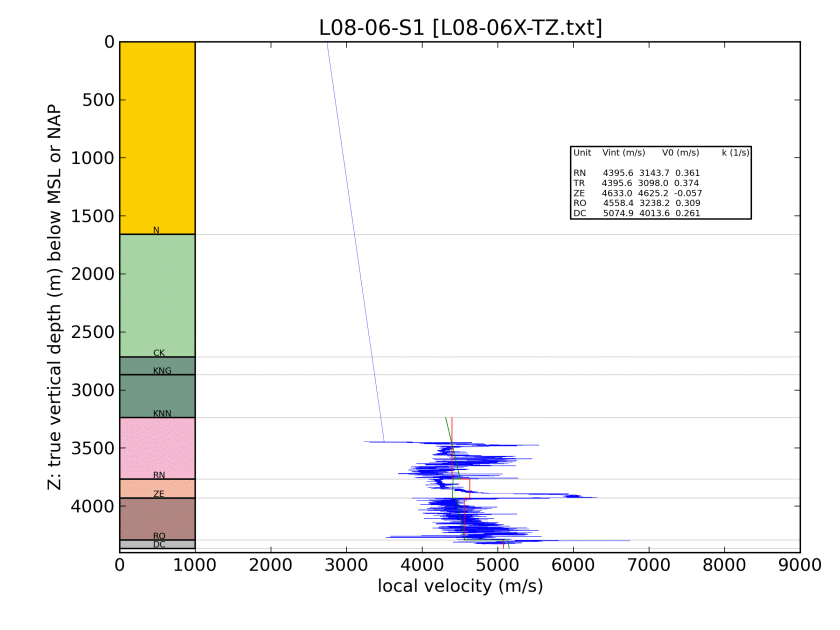 L08-06-S1 [L08-06X-TZ.txt]
Z: true vertical depth (m) below MSL or NAP
0
500
1000
1500
2000
2500
3000
3500
4000
N
CK
KNG
KNN
RN
ZE
RO
DC
Unit Vint (m/s) V0 (m/s) k (1/s)
RN 4395.6 3143.7 0.361
TR 4395.6 3098.0 0.374
ZE 4633.0 4625.2 -0.057
RO 4558.4 3238.2 0.309
DC 5074.9 4013.6 0.261
0 1000 2000 3000 4000 5000 6000 7000 8000 9000
local velocity (m/s)